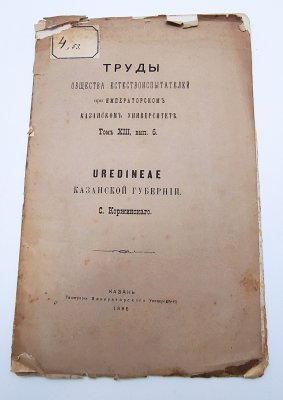 4,
ТРУДЫ
ОБЩЕСТВА ЕСТЕСТВОИСПЫТАТЕЛЕЙ
при ИМПЕРАТОРСКОМЪ
КАЗАНСКОМЪ УНИВЕРСИТЕТѢ.
Томъ XIII, вып. 6.
UREDINEAE
КАЗАНСКОЙ ГУБЕРНІИ.
С. Коржинскаго.
КАЗАНЬ.
Типографія Императорскаго Университета